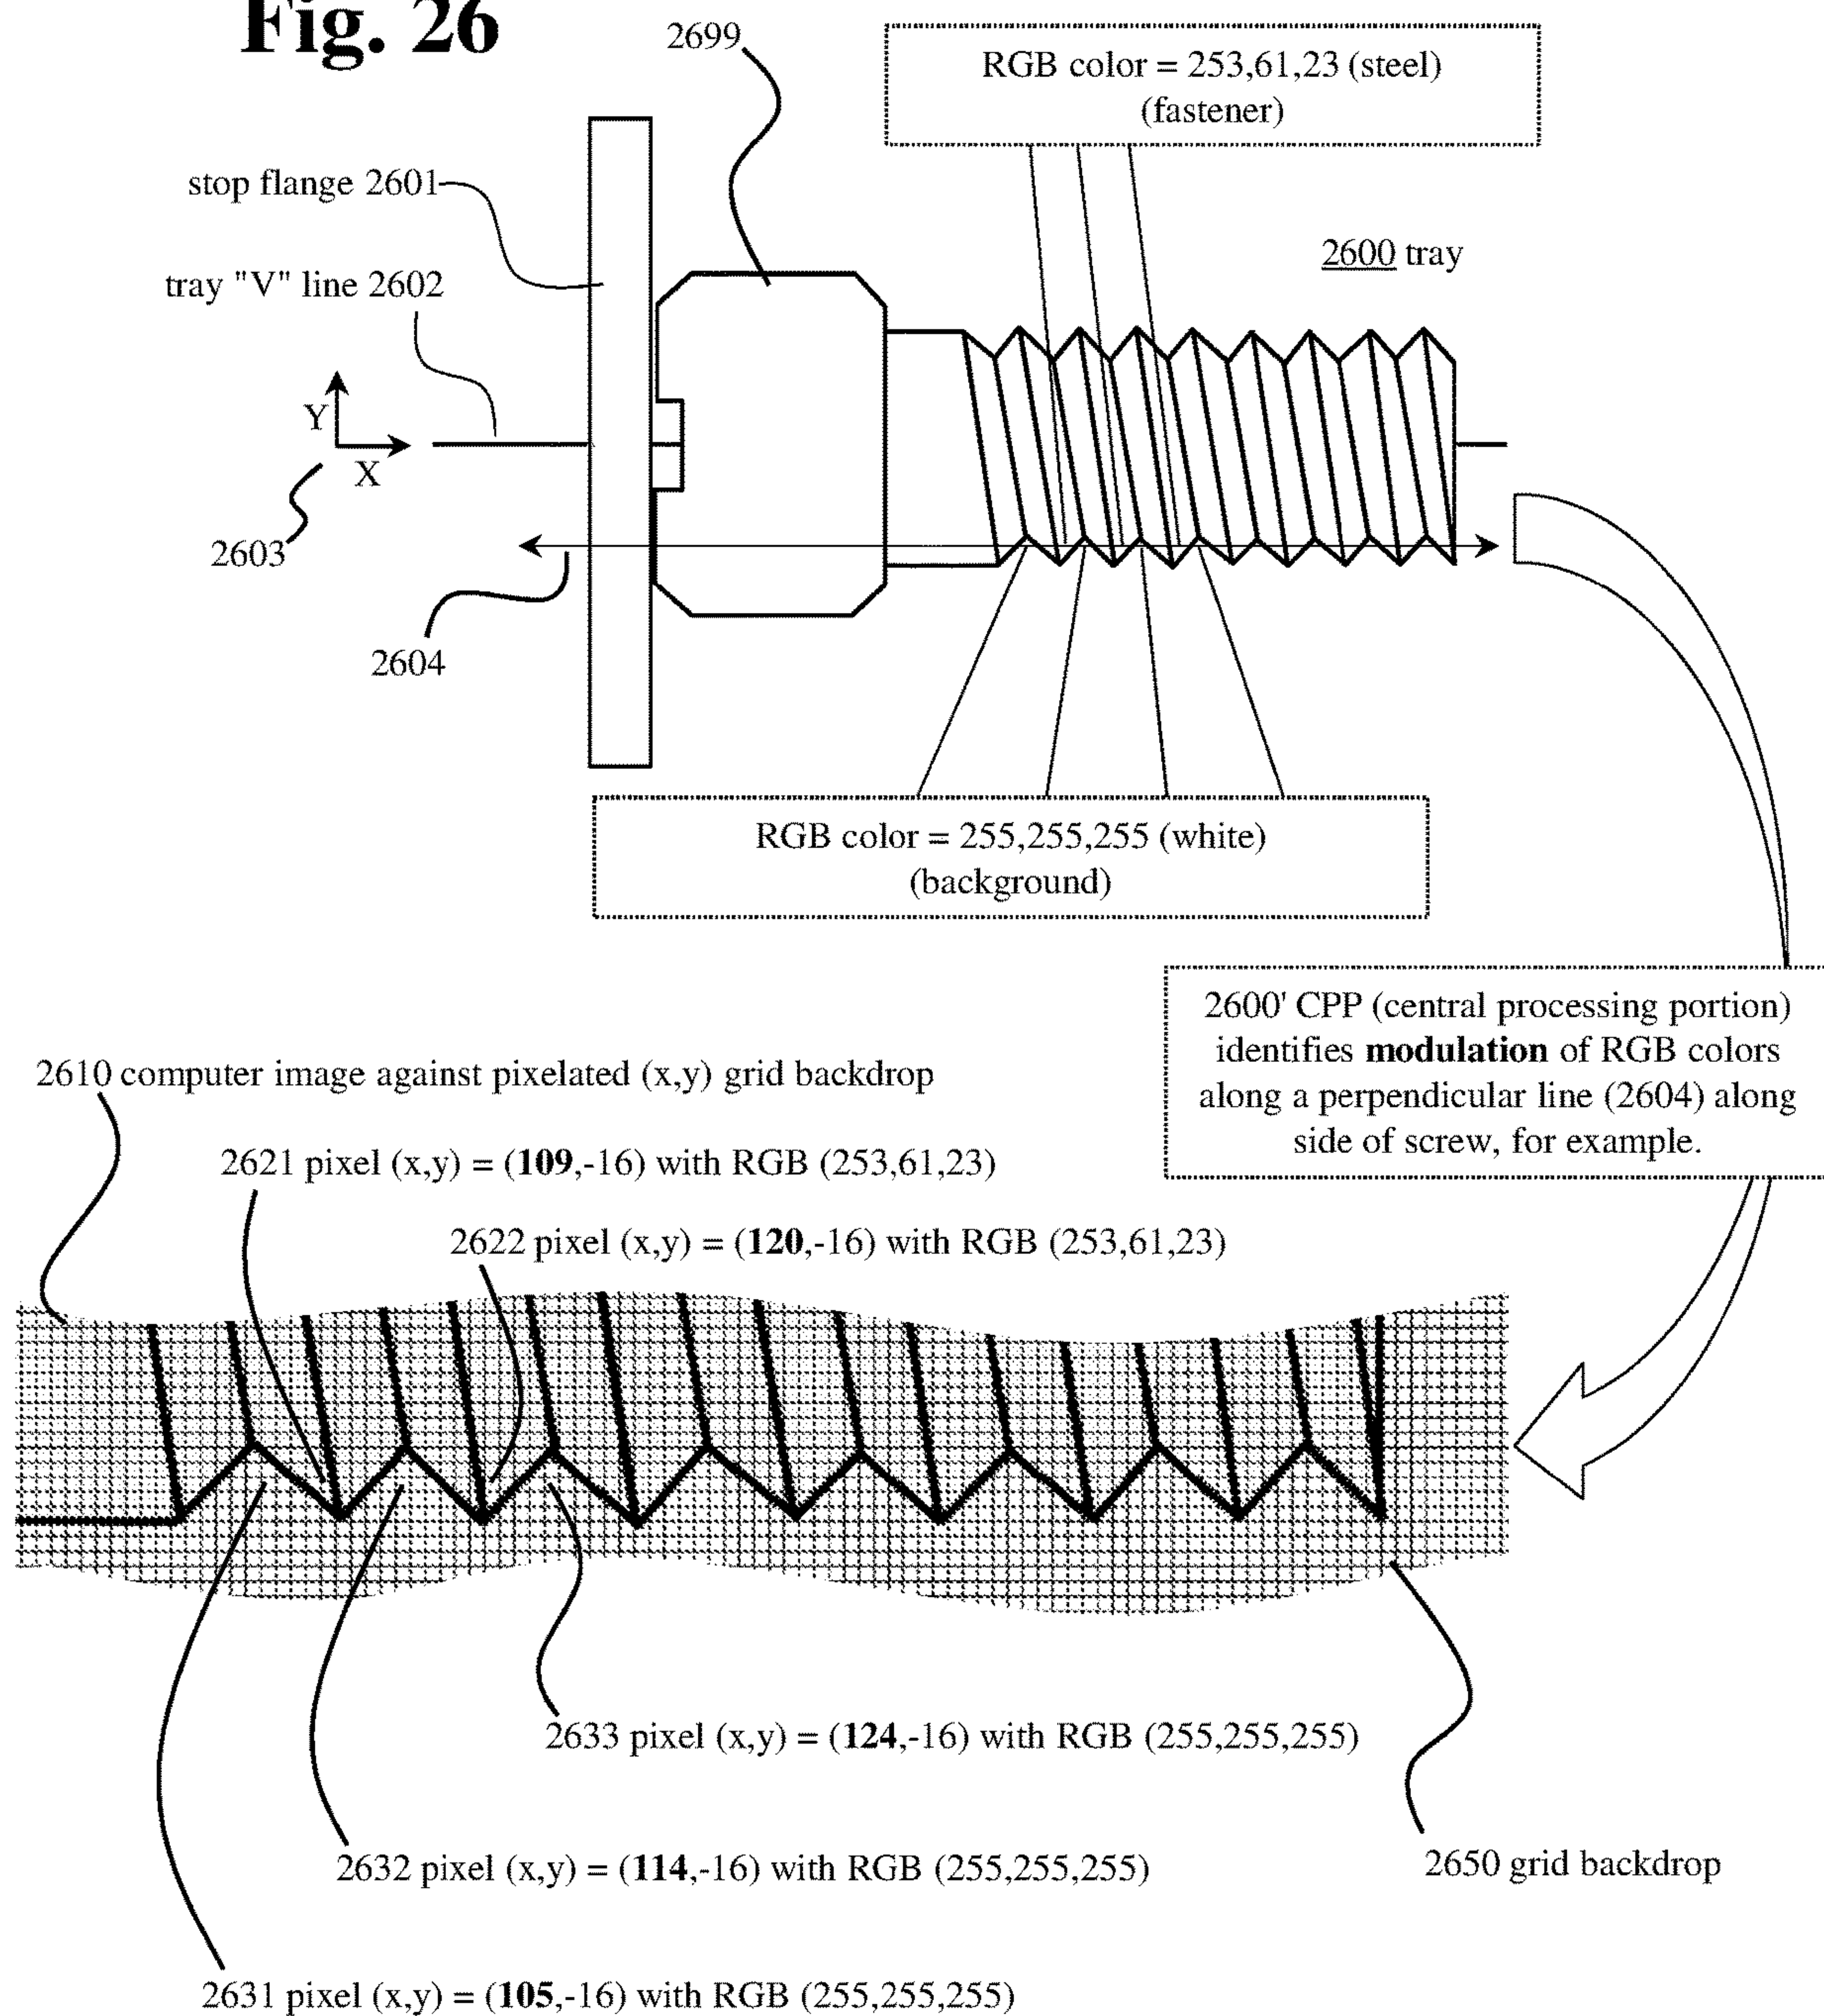 Fig. 26
2699
RGB color = 253,61,23 (steel)
(fastener)
stop flange 2601
2600 tray
tray "V" line 2602
Y
X
2603
2604
RGB color = 255,255,255 (white)
(background)
2600' CPP (central processing portion)
identifies modulation of RGB colors
along a perpendicular line (2604) along
side of screw, for example.
2610 computer image against pixelated (x,y) grid backdrop
2621 pixel (x,y) = (109,-16) with RGB (253,61,23)
2622 pixel (x,y) = (120,-16) with RGB (253,61,23)
2633 pixel (x,y) = (124,-16) with RGB (255,255,255)
2632 pixel (x,y) = (114,-16) with RGB (255,255,255)
2650 grid backdrop
2631 pixel (x,y) = (105,-16) with RGB (255,255,255)